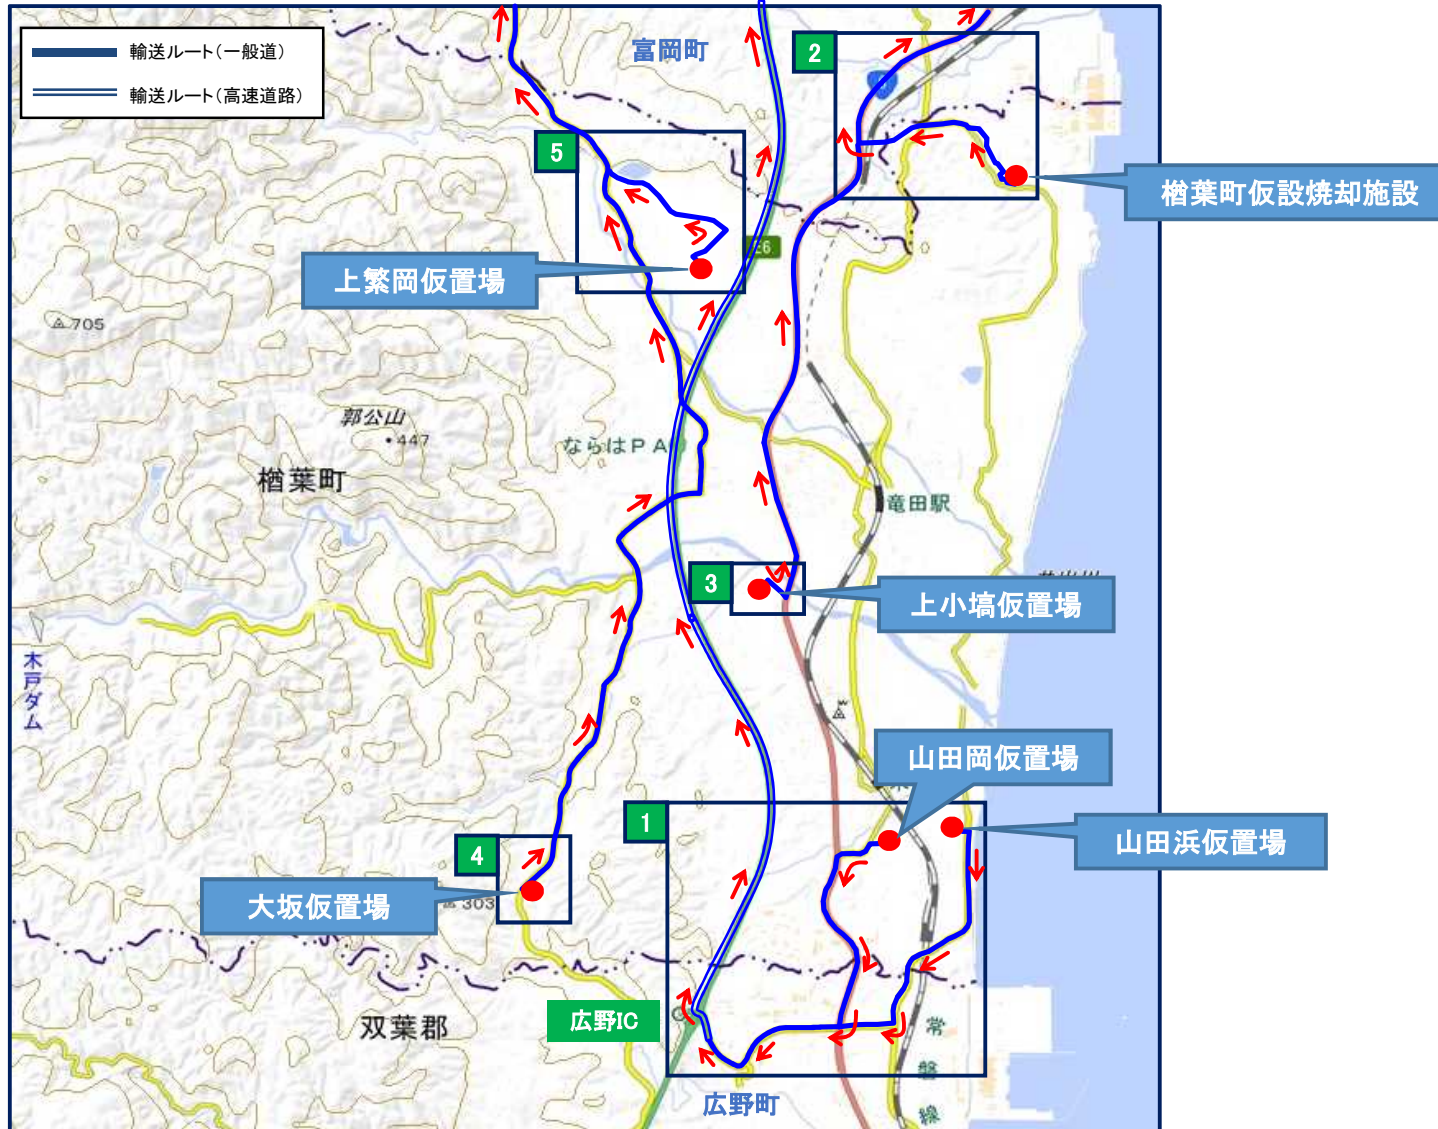 輸送ルート(一般道)
輸送ルート(高速道路)
富岡町
2
5
楢葉町仮設焼却施設
上繁岡仮置場
705
郭公山
447
ならはPA
楢葉町
竜田駅
3
上小塙仮置場
木戸ダム
山田岡仮置場
1
山田浜仮置場
4
大坂仮置場
303
広野IC
双葉郡
常磐線
広野町